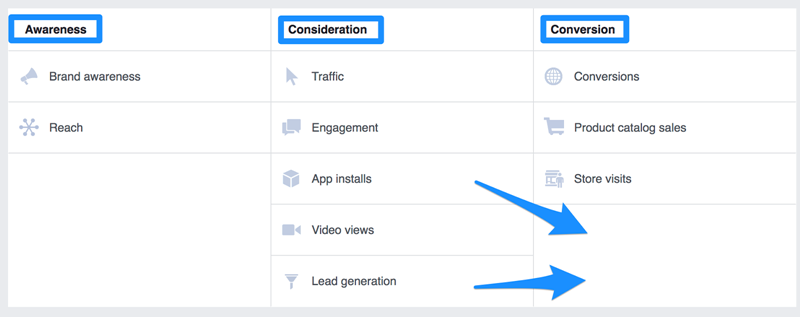 Awareness
Consideration
Conversion
Brand awareness
Traffic
Conversions
Reach
Engagement
Product catalog sales
App installs
Store visits
Video views
Lead generation